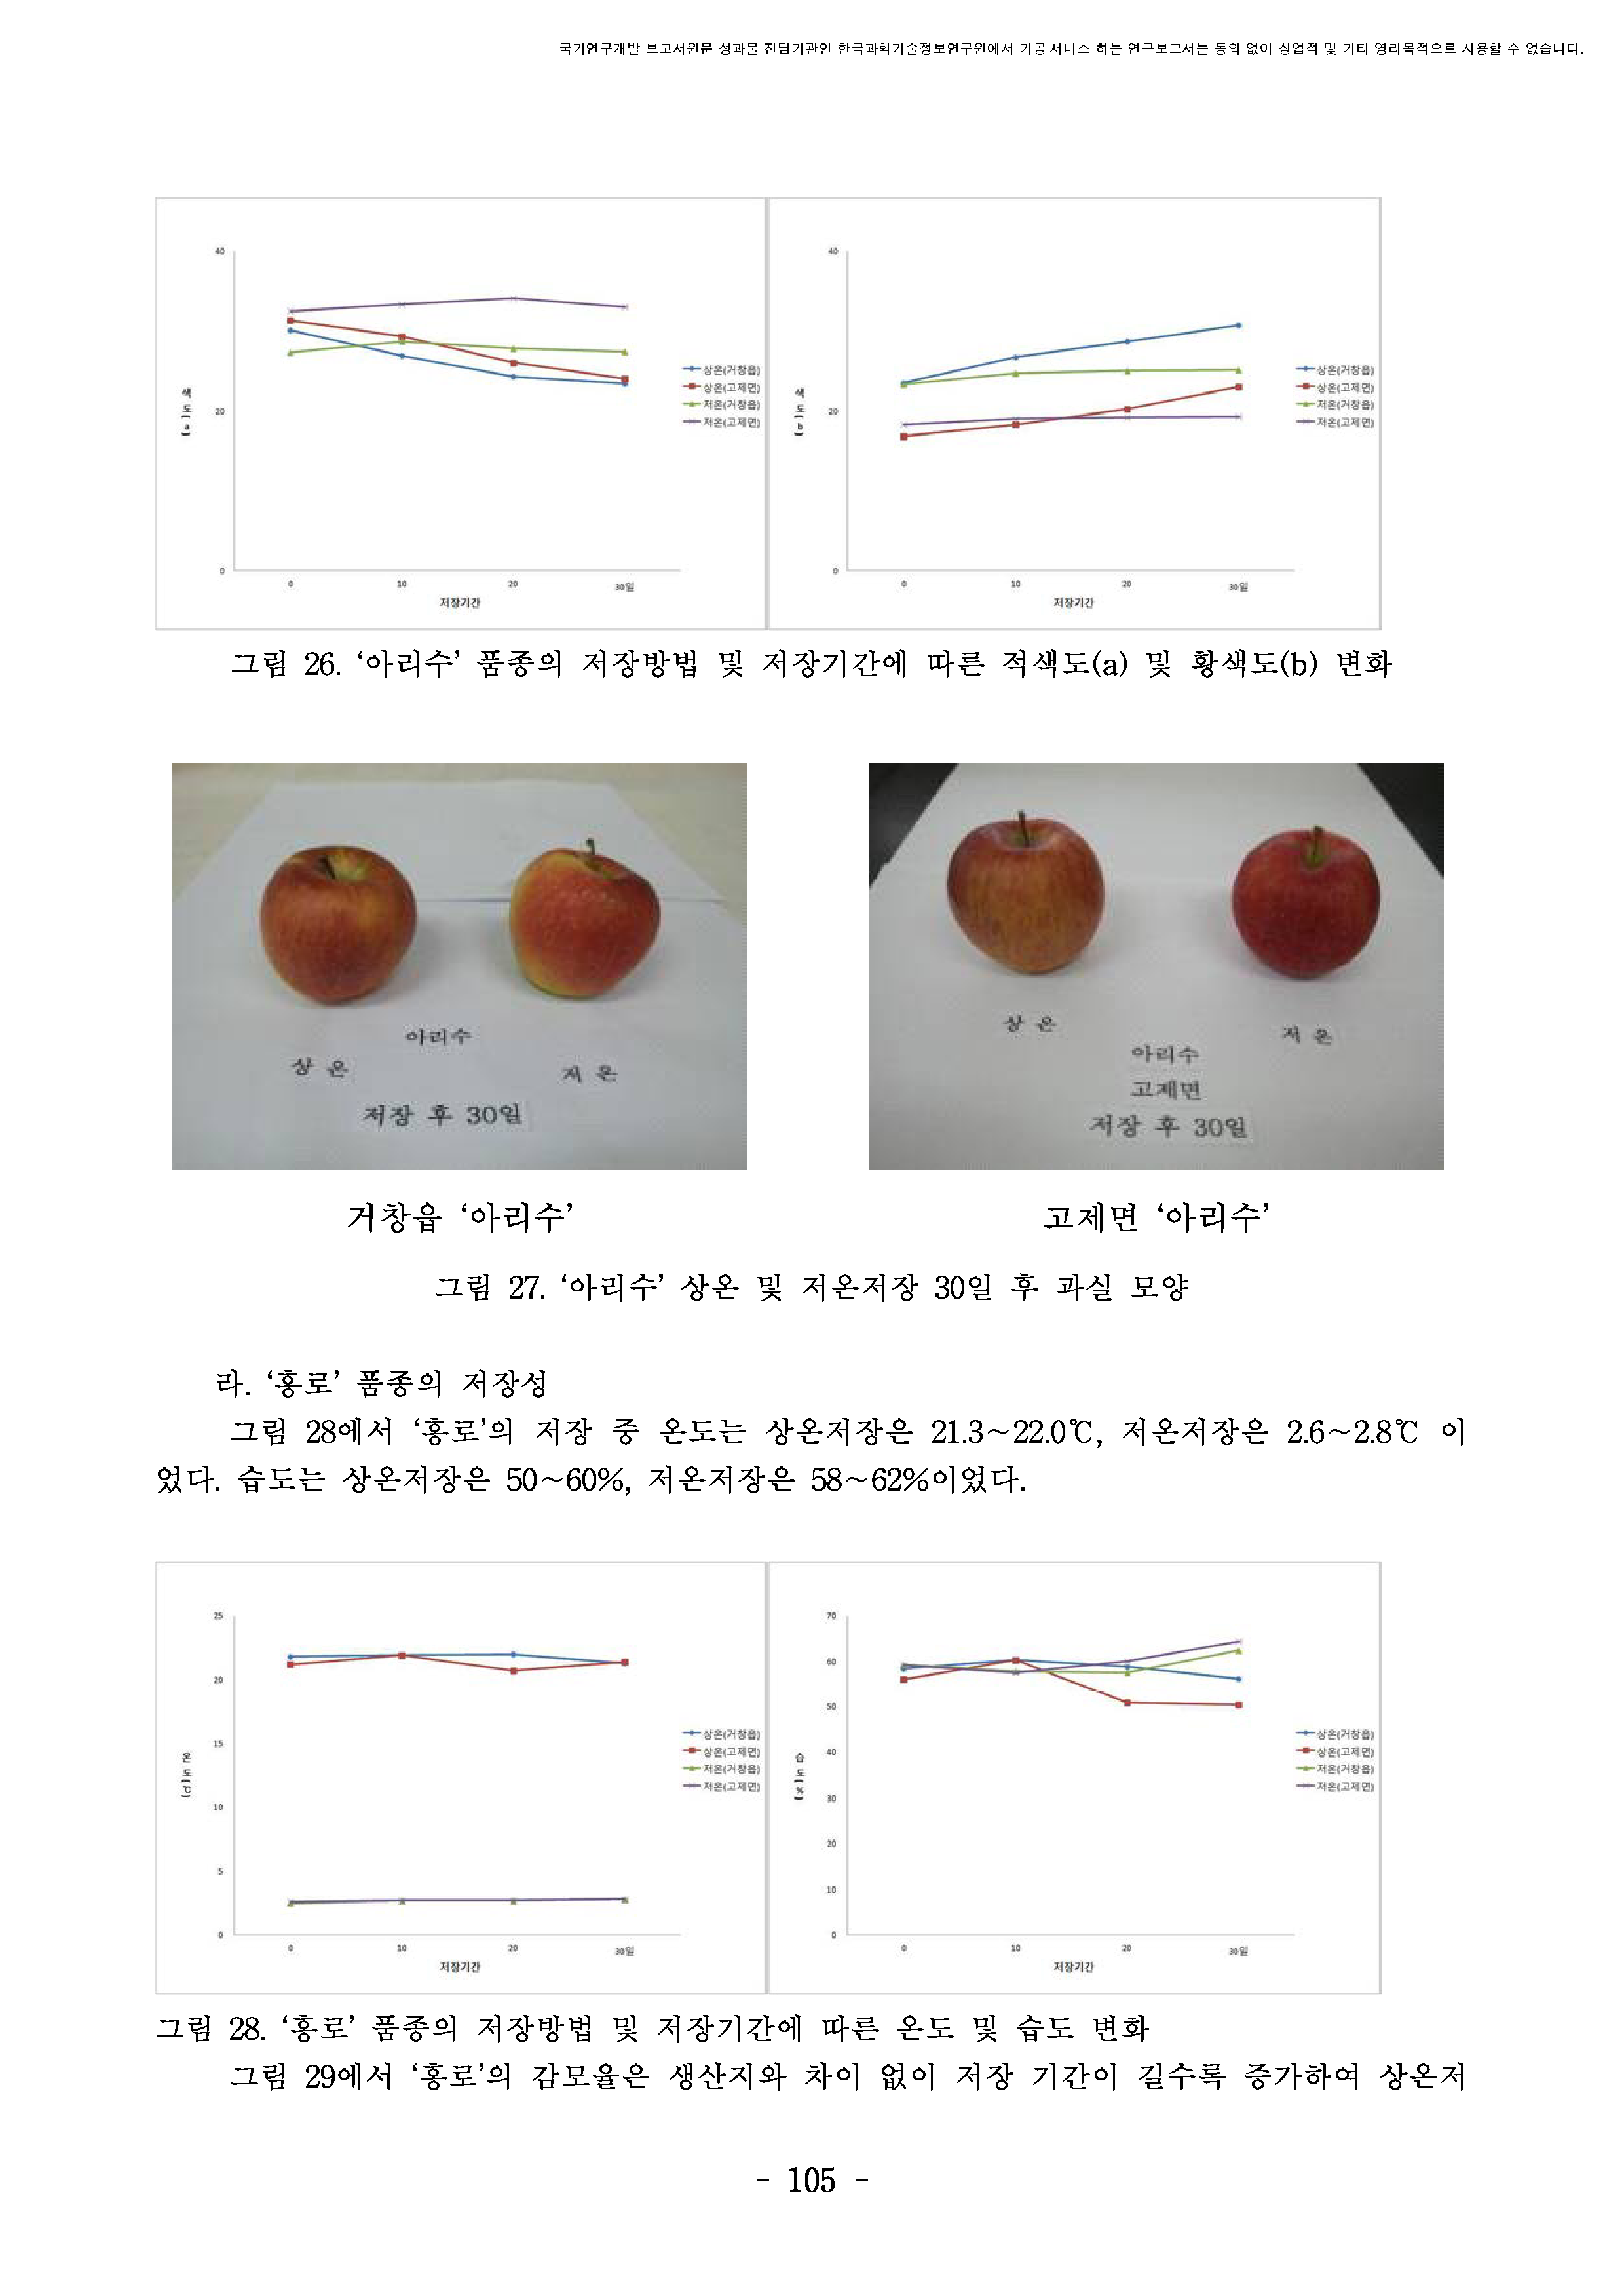 국가연구개발 보고서원문 성과물 전담기관인 한국과학기술정보연구원에서 가공·서비스 하는 연구보고서는 동의 없이 상업적 및 기타 영리목적으로 사용할 수 없습니다.
40
20
0
색도(a)
0 10 20 30일
저장기간
상온(거창읍)
상온(고제면)
저온(거창읍)
저온(고제면)
40
20
0
색도(b)
0 10 20 30일
저장기간
상온(거창읍)
상온(고제면)
저온(거창읍)
저온(고제면)
그림 26. ‘아리수’ 품종의 저장방법 및 저장기간에 따른 적색도(a) 및 황색도(b) 변화
아리수
상 온 저 온
저장 후 30일
상 온 저 온
아리수
고제면
저장 후 30일
거창읍 ‘아리수’ 고제면 ‘아리수’
그림 27. ‘아리수’ 상온 및 저온저장 30일 후 과실 모양
라. ‘홍로’ 품종의 저장성
그림 28에서 ‘홍로’의 저장 중 온도는 상온저장은 21.3~22.0℃, 저온저장은 2.6~2.8℃ 이
었다. 습도는 상온저장은 50~60%, 저온저장은 58~62%이었다.
25
20
15
10
5
0
온도(℃)
0 10 20 30일
저장기간
상온(거창읍)
상온(고제면)
저온(거창읍)
저온(고제면)
70
60
50
40
30
20
10
0
습도(%)
0 10 20 30일
저장기간
상온(거창읍)
상온(고제면)
저온(거창읍)
저온(고제면)
그림 28. ‘홍로’ 품종의 저장방법 및 저장기간에 따른 온도 및 습도 변화
그림 29에서 ‘홍로’의 감모율은 생산지와 차이 없이 저장 기간이 길수록 증가하여 상온저
- 105 -